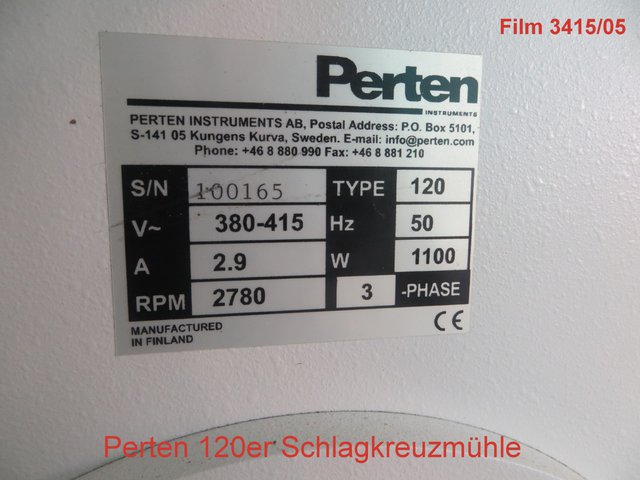 Film 3415/05
Perten
INSTRUMENTS
PERTEN INSTRUMENTS AB, Postal Address: P.O. Box 5101,
S-141 05 Kungens Kurva, Sweden. E-mail: info@perten.com
Phone: +46 8 880 990 Fax: +46 8 881 210
S/N 100165 TYPE 120
V~ 380-415 Hz 50
A 2.9 W 1100
RPM 2780 3 -PHASE
MANUFACTURED
IN FINLAND
CE
Perten 120er Schlagkreuzmühle